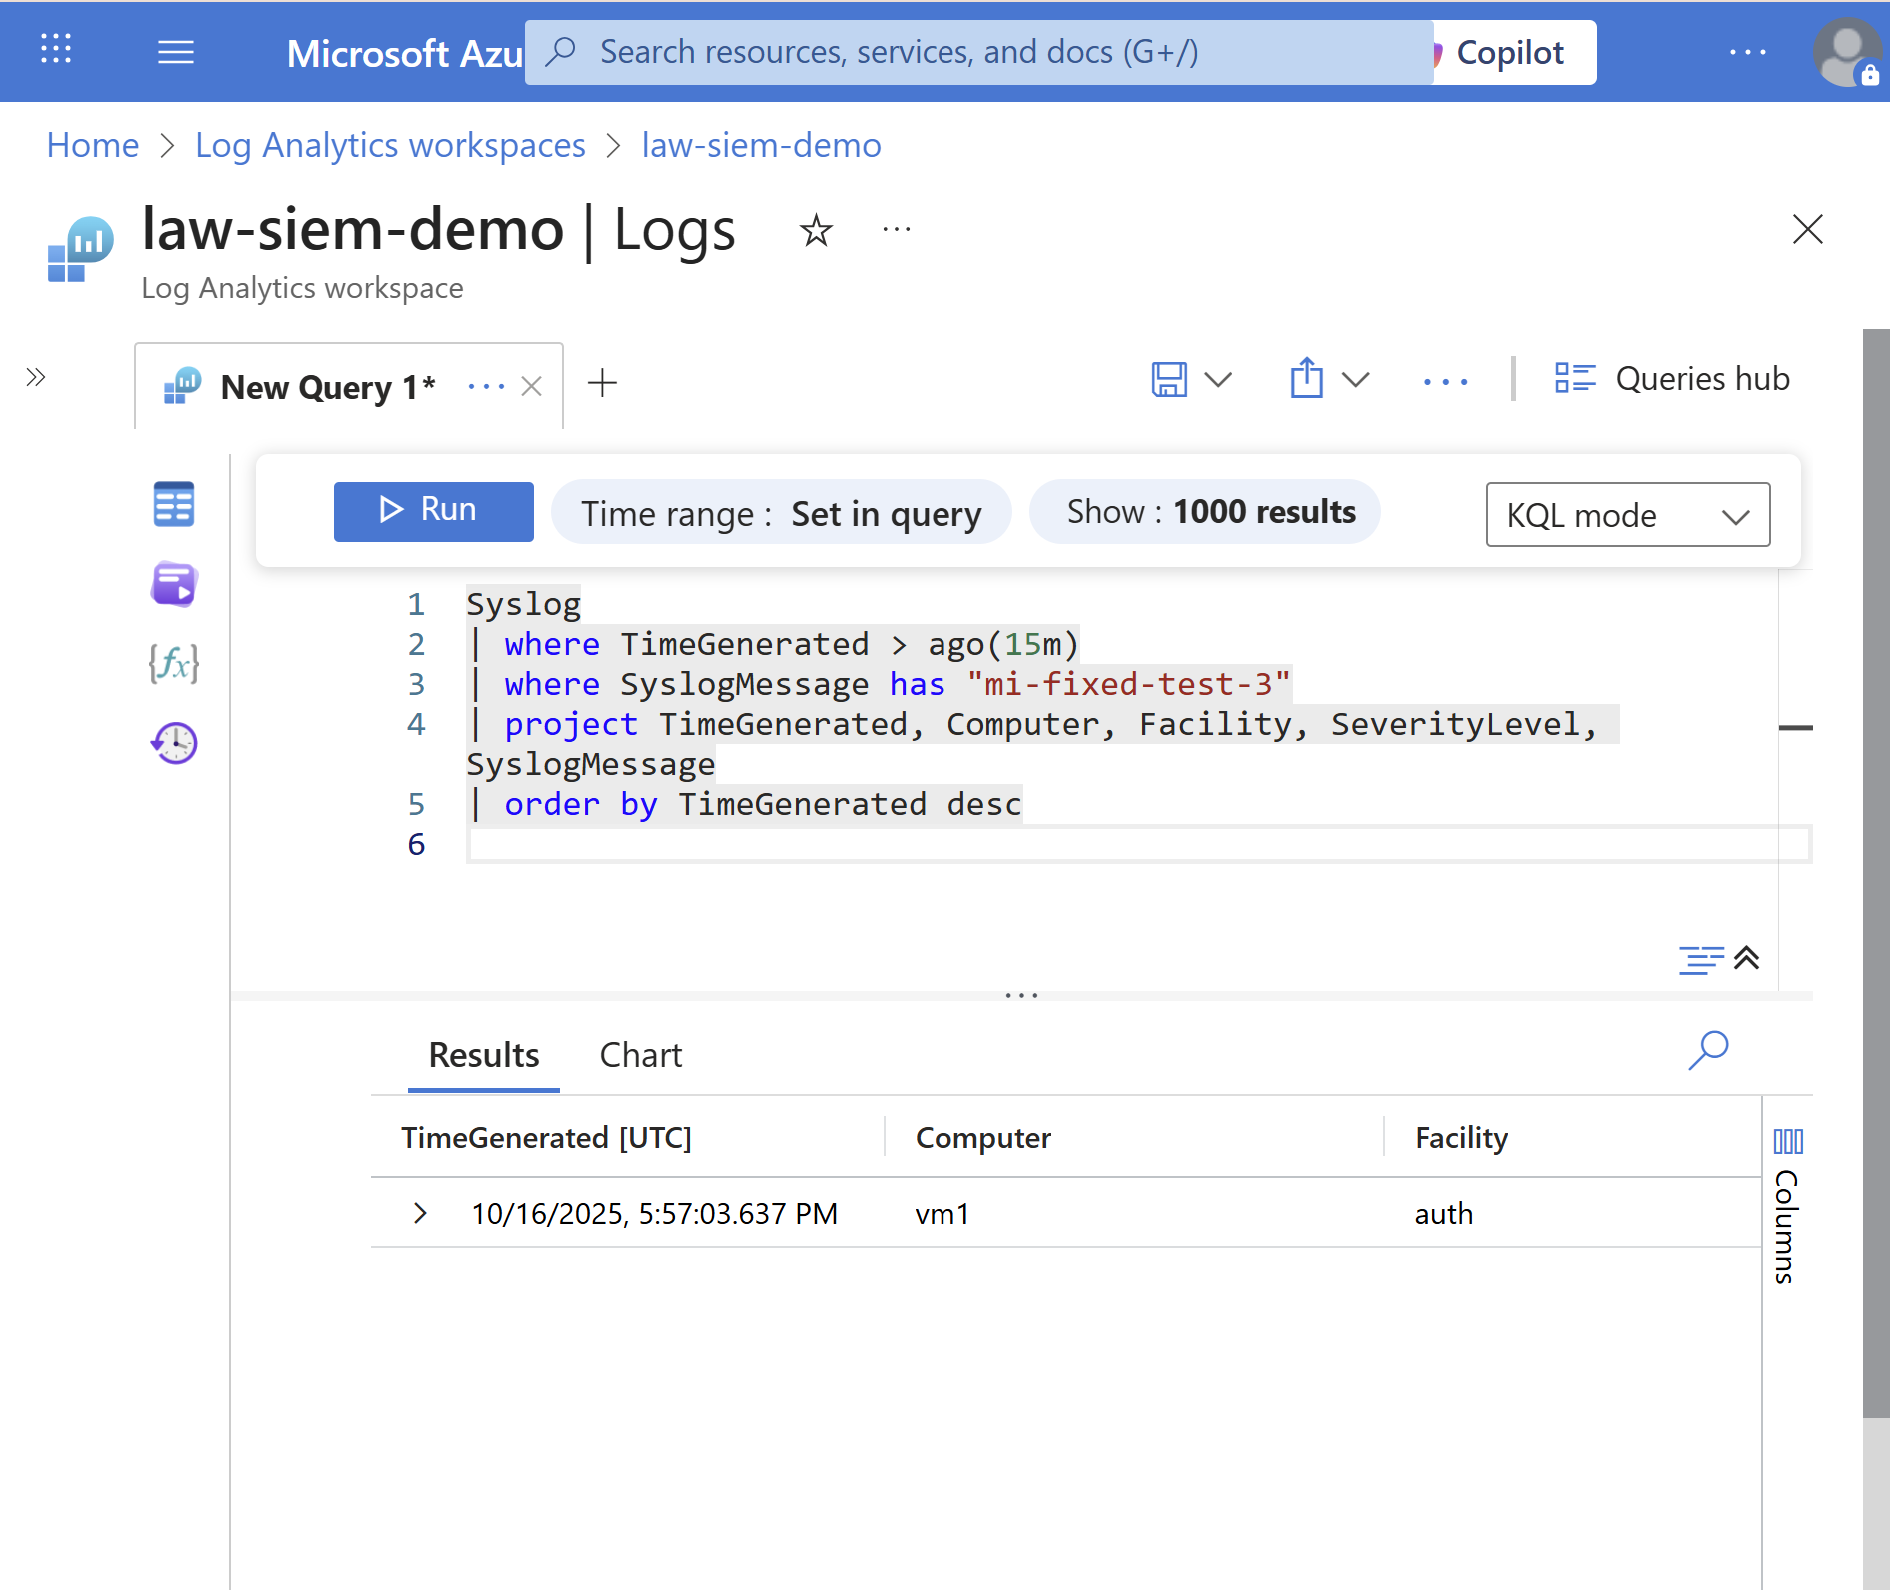 Microsoft Azu
Search resources, services, and docs (G+/)
Copilot
Home > Log Analytics workspaces > law-siem-demo
law-siem-demo | Logs
Log Analytics workspace
New Query 1*
Queries hub
Run
Time range : Set in query
Show : 1000 results
KQL mode
1 Syslog
2 | where TimeGenerated > ago(15m)
3 | where SyslogMessage has "mi-fixed-test-3"
4 | project TimeGenerated, Computer, Facility, SeverityLevel,
SyslogMessage
5 | order by TimeGenerated desc
6
Results Chart
TimeGenerated [UTC] Computer Facility
10/16/2025, 5:57:03.637 PM vm1 auth
Columns